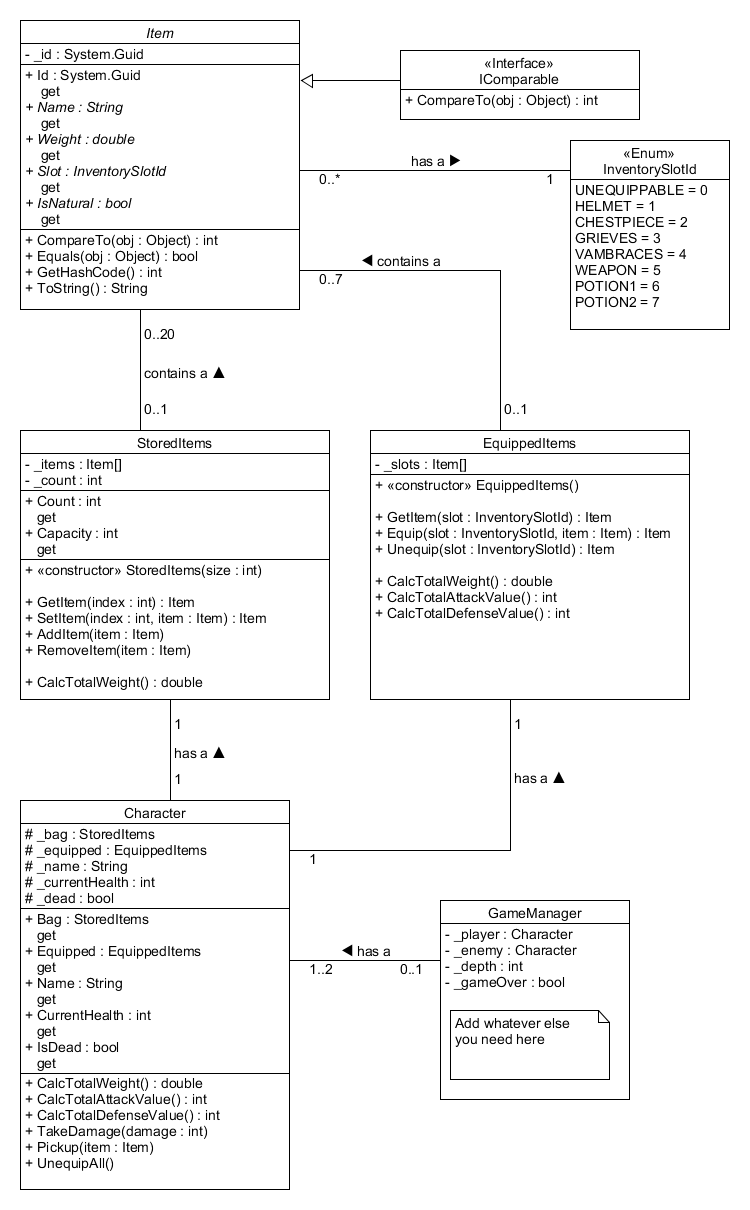 Item
- _id : System.Guid
+ Id : System.Guid
get
+ Name : String
get
+ Weight : double
get
+ Slot : InventorySlotId
get
+ IsNatural : bool
get
+ CompareTo(obj : Object) : int
+ Equals(obj : Object) : bool
+ GetHashCode() : int
+ ToString() : String
«Interface»
IComparable
+ CompareTo(obj : Object) : int
has a ▶
0..*
1
«Enum»
InventorySlotId
UNEQUIPPABLE = 0
HELMET = 1
CHESTPIECE = 2
GRIEVES = 3
VAMBRACES = 4
WEAPON = 5
POTION1 = 6
POTION2 = 7
◀ contains a
0..7
0..1
0..20
contains a ▲
0..1
StoredItems
- _items : Item[]
- _count : int
+ Count : int
get
+ Capacity : int
get
+ «constructor» StoredItems(size : int)
+ GetItem(index : int) : Item
+ SetItem(index : int, item : Item) : Item
+ AddItem(item : Item)
+ RemoveItem(item : Item)
+ CalcTotalWeight() : double
EquippedItems
- _slots : Item[]
+ «constructor» EquippedItems()
+ GetItem(slot : InventorySlotId) : Item
+ Equip(slot : InventorySlotId, item : Item) : Item
+ Unequip(slot : InventorySlotId) : Item
+ CalcTotalWeight() : double
+ CalcTotalAttackValue() : int
+ CalcTotalDefenseValue() : int
1
has a ▲
1
1
has a ▲
1
Character
# _bag : StoredItems
# _equipped : EquippedItems
# _name : String
# _currentHealth : int
# _dead : bool
+ Bag : StoredItems
get
+ Equipped : EquippedItems
get
+ Name : String
get
+ CurrentHealth : int
get
+ IsDead : bool
get
+ CalcTotalWeight() : double
+ CalcTotalAttackValue() : int
+ CalcTotalDefenseValue() : int
+ TakeDamage(damage : int)
+ Pickup(item : Item)
+ UnequipAll()
◀ has a
1..2
0..1
GameManager
- _player : Character
- _enemy : Character
- _depth : int
- _gameOver : bool
Add whatever else
you need here